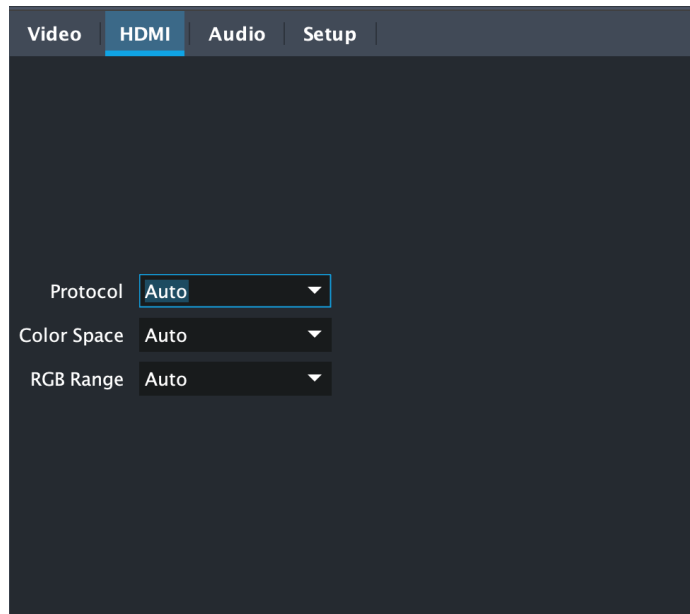 Video HDMI Audio Setup
Protocol Auto
Color Space Auto
RGB Range Auto